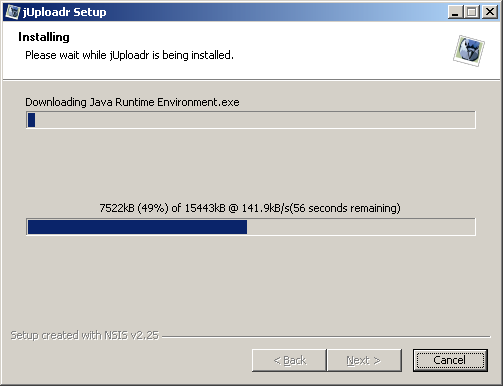 jUploadr Setup
Installing
Please wait while jUploadr is being installed.
Downloading Java Runtime Environment.exe
7522kB (49%) of 15443kB @ 141.9kB/s(56 seconds remaining)
Setup created with NSIS v2.25
< Back Next > Cancel